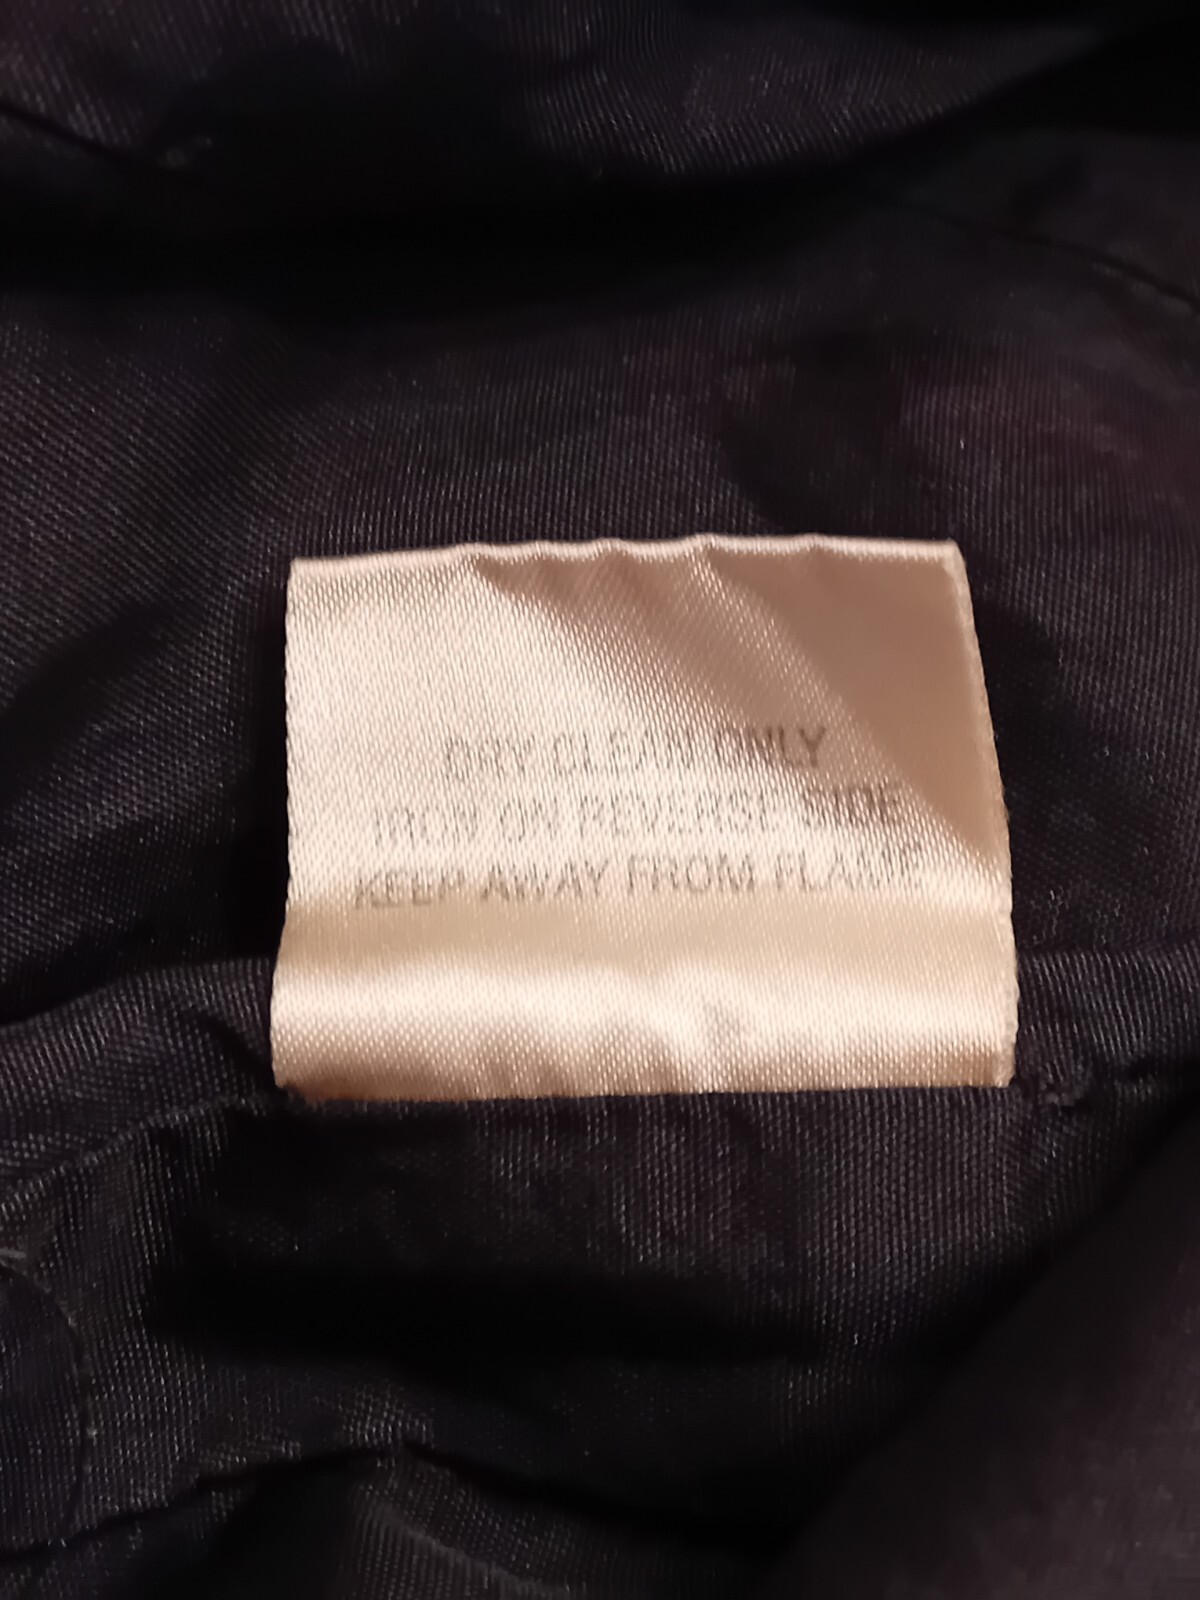 DRY CLEAN ONLY
IRON ON REVERSE SIDE
KEEP AWAY FROM FLAME